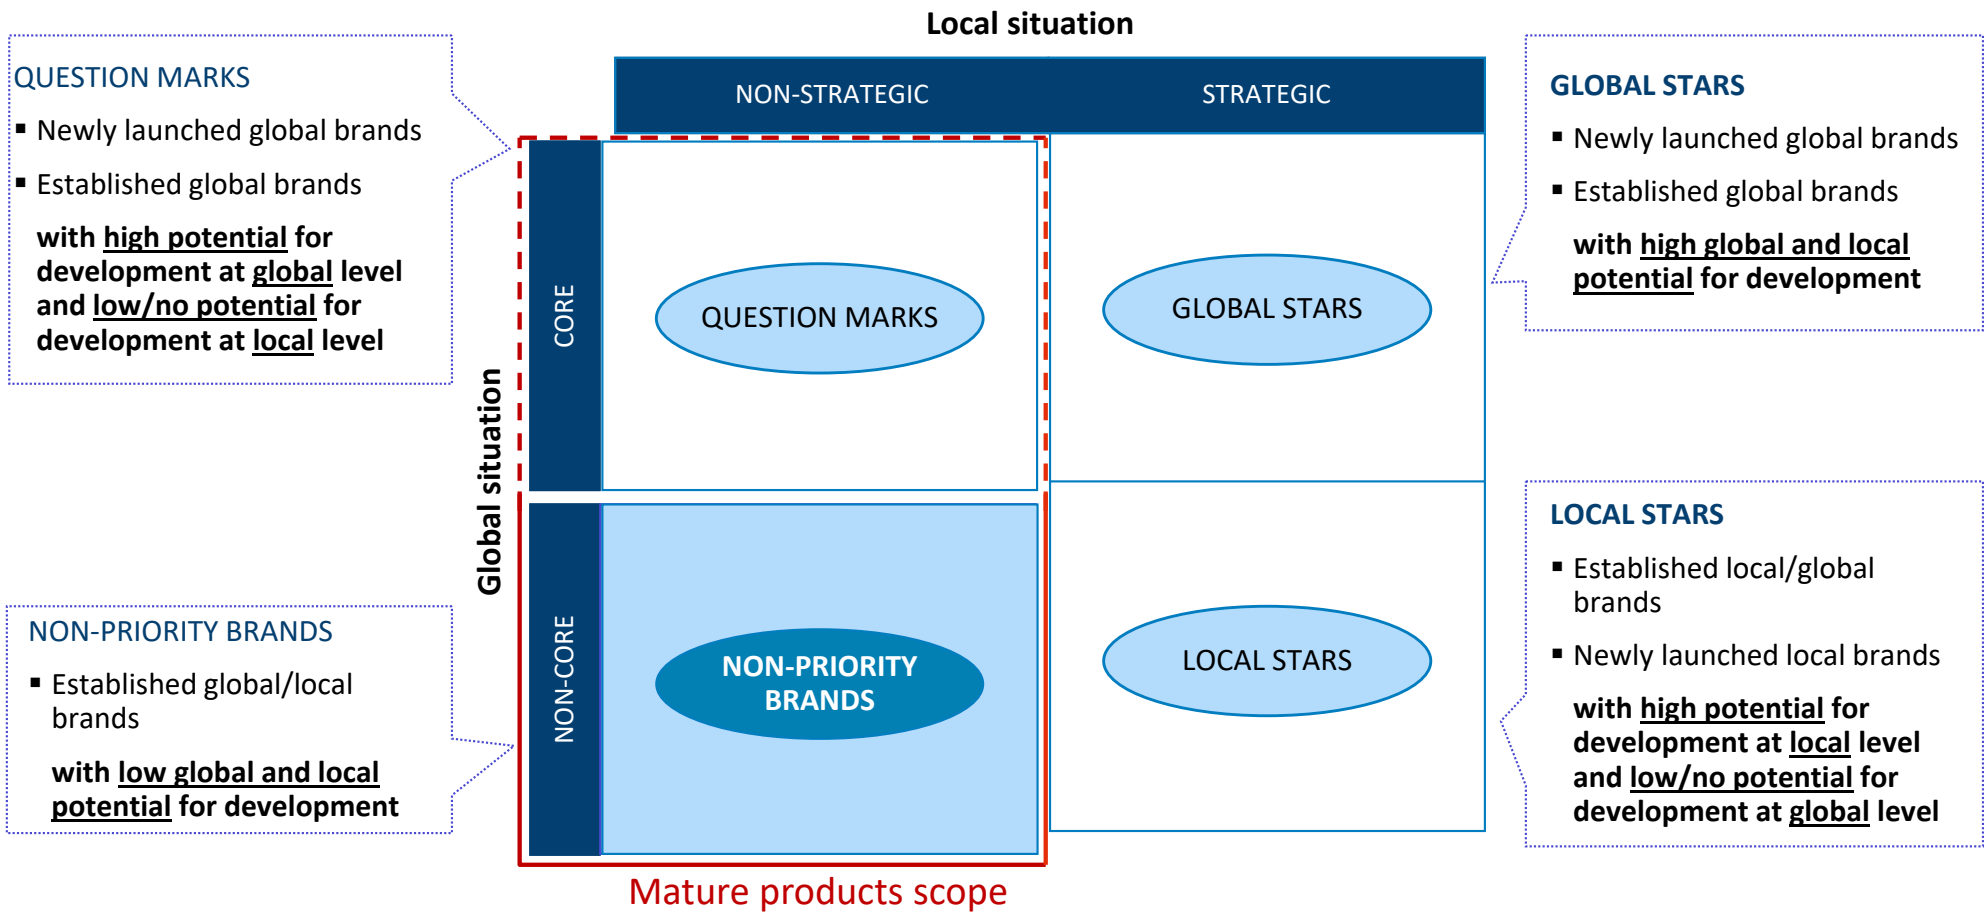 Local situation
QUESTION MARKS
▪ Newly launched global brands
▪ Established global brands
with high potential for
development at global level
and low/no potential for
development at local level
NON-STRATEGIC
STRATEGIC
GLOBAL STARS
▪ Newly launched global brands
▪ Established global brands
with high global and local
potential for development
Global situation
CORE
QUESTION MARKS
GLOBAL STARS
NON-CORE
NON-PRIORITY
BRANDS
LOCAL STARS
NON-PRIORITY BRANDS
▪ Established global/local
brands
with low global and local
potential for development
LOCAL STARS
▪ Established local/global
brands
▪ Newly launched local brands
with high potential for
development at local level
and low/no potential for
development at global level
Mature products scope